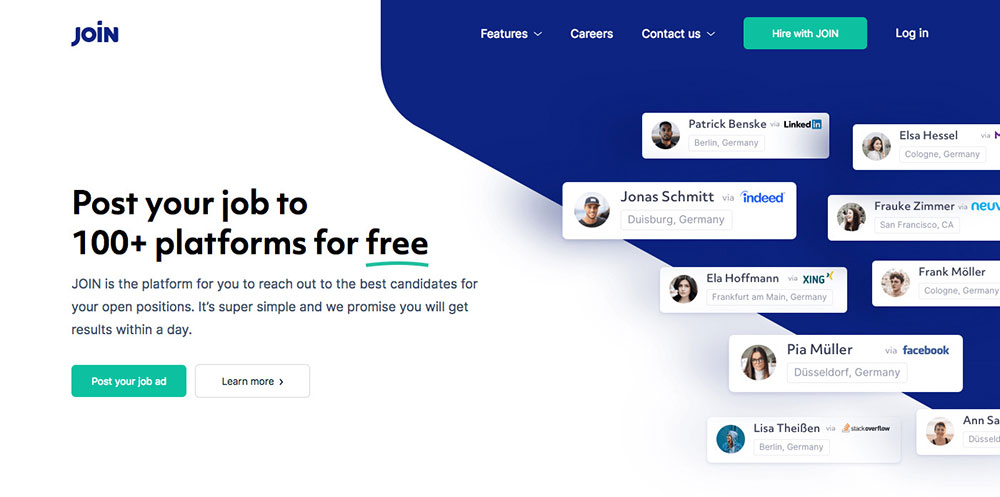 JOIN
Features
Careers
Contact us
Hire with JOIN
Log in
Post your job to
100+ platforms for free
JOIN is the platform for you to reach out to the best candidates for
your open positions. It's super simple and we promise you will get
results within a day.
Post your job ad
Learn more
Patrick Benske via LinkedIn
Berlin, Germany
Elsa Hessel via
Cologne, Germany
Jonas Schmitt via indeed
Duisburg, Germany
Frauke Zimmer via
San Francisco, CA
Ela Hoffmann via XING
Frankfurt am Main, Germany
Frank Möller
Cologne, Germany
Pia Müller via facebook
Düsseldorf, Germany
Lisa Theißen via stackoverflow
Berlin, Germany
Ann